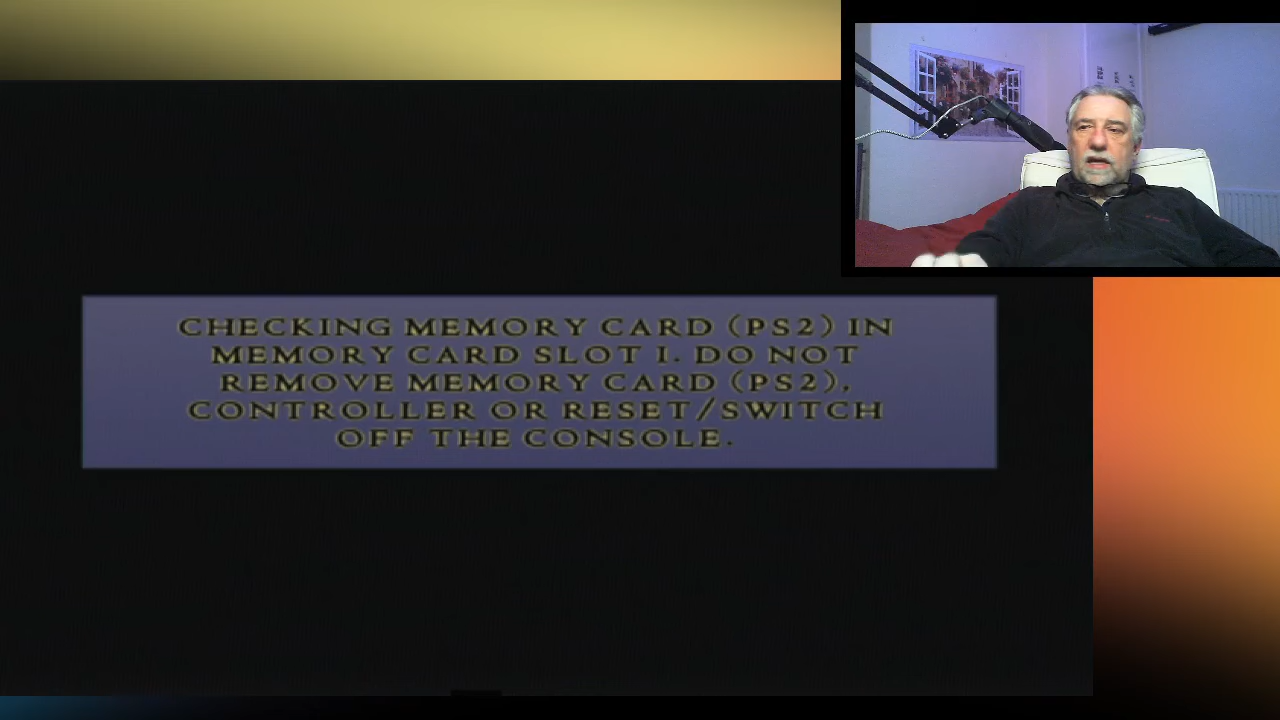 CHECKING MEMORY CARD (PS2) IN
MEMORY CARD SLOT 1. DO NOT
REMOVE MEMORY CARD (PS2),
CONTROLLER OR RESET/SWITCH
OFF THE CONSOLE.